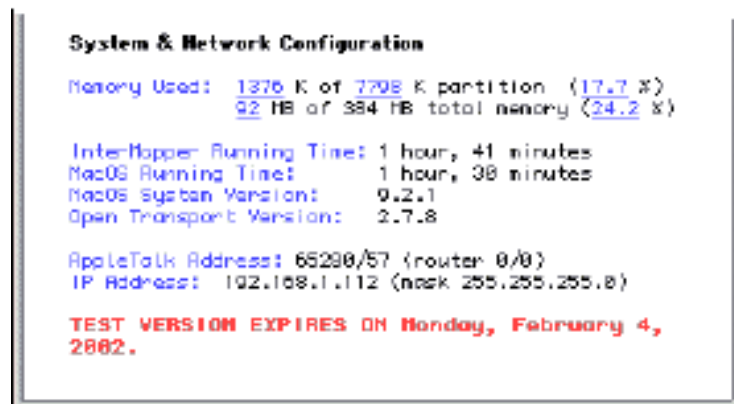 System & Network Configuration
Memory Used: 1376 K of 7798 K partition (17.7 %)
92 MB of 384 MB total memory (24.2 %)
InterMapper Running Time: 1 hour, 41 minutes
MacOS Running Time: 1 hour, 38 minutes
MacOS System Version: 9.2.1
Open Transport Version: 2.7.8
AppleTalk Address: 65280/57 (router 0/0)
IP Address: 192.168.1.112 (mask 255.255.255.0)
TEST VERSION EXPIRES ON Monday, February 4,
2002.